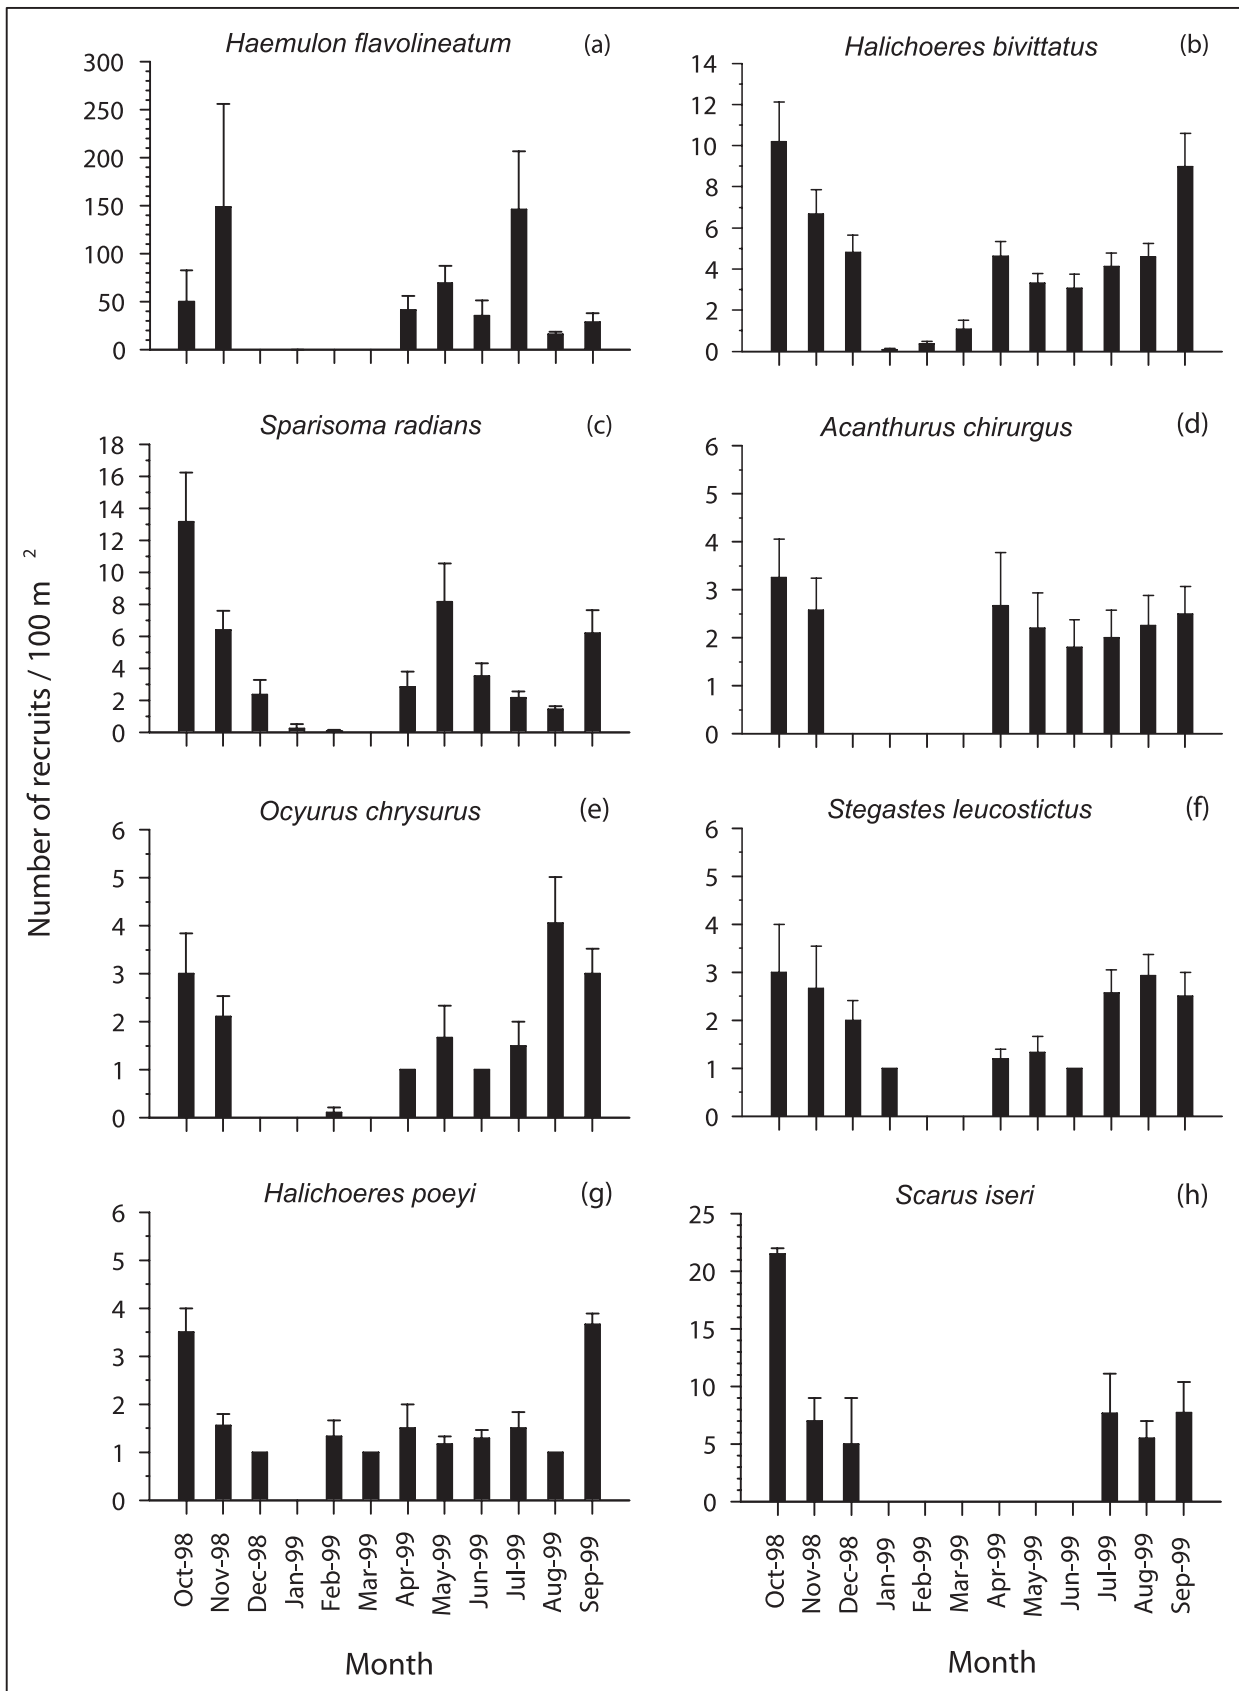 Haemulon flavolineatum (a)
300
250
200
150
100
50
0
Halichoeres bivittatus (b)
14
12
10
8
6
4
2
0
Sparisoma radians (c)
18
16
14
12
10
8
6
4
2
0
Acanthurus chirurgus (d)
6
5
4
3
2
1
0
Number of recruits / 100 m 2
Ocyurus chrysurus (e)
6
5
4
3
2
1
0
Stegastes leucostictus (f)
6
5
4
3
2
1
0
Halichoeres poeyi (g)
6
5
4
3
2
1
0
Oct-98
Nov-98
Dec-98
Jan-99
Feb-99
Mar-99
Apr-99
May-99
Jun-99
Jul-99
Aug-99
Sep-99
Month
Scarus iseri (h)
25
20
15
10
5
0
Oct-98
Nov-98
Dec-98
Jan-99
Feb-99
Mar-99
Apr-99
May-99
Jun-99
Jul-99
Aug-99
Sep-99
Month